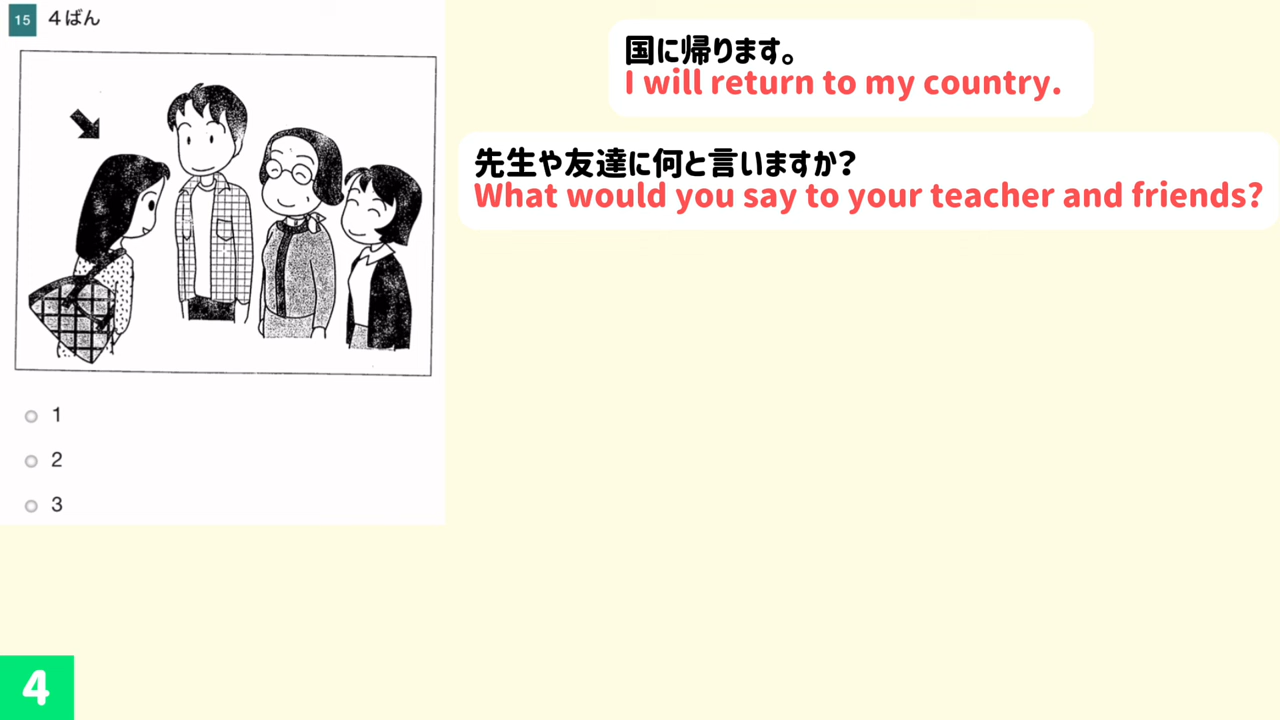 15 4ばん
1
2
3
国に帰ります。
I will return to my country.
先生や友達に何と言いますか?
What would you say to your teacher and friends?
4